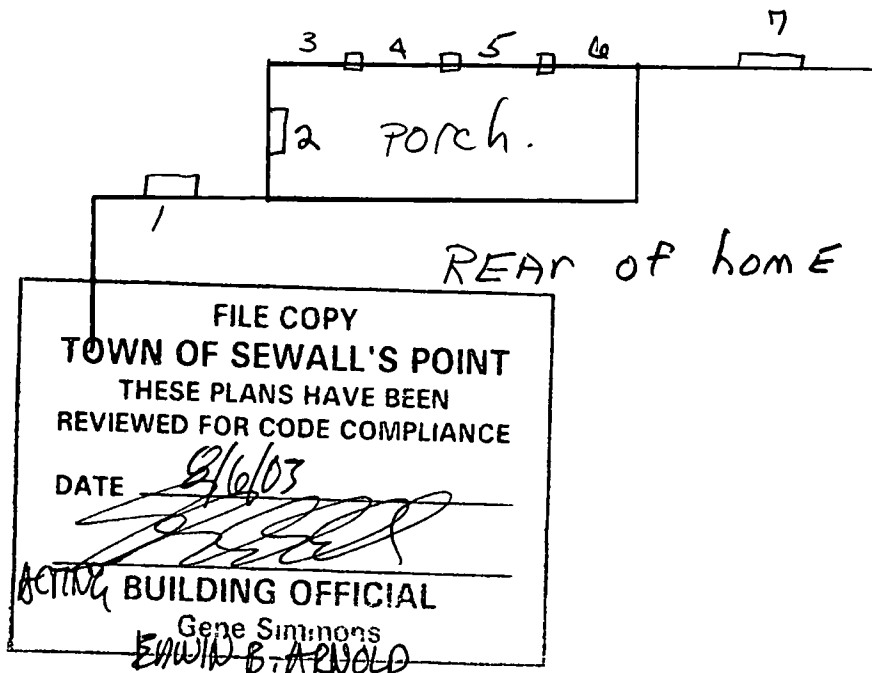 3 4 5 6 7
2 Porch.
1
REAr of homE
FILE COPY
TOWN OF SEWALL'S POINT
THESE PLANS HAVE BEEN
REVIEWED FOR CODE COMPLIANCE
DATE 8/6/03
ACTING BUILDING OFFICIAL
Gene Simmons
EDWIN B. ARNOLD